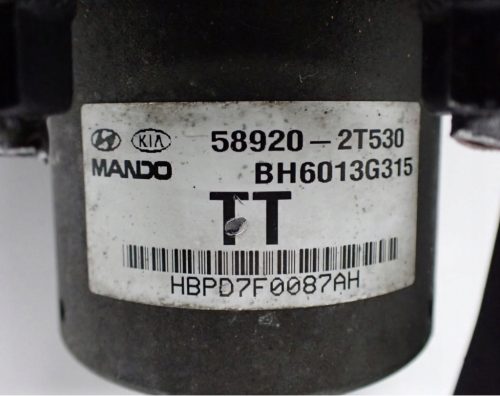 KIA 58920-2T530
MANDO BH6013G315
TT
HBPD7F0087AH